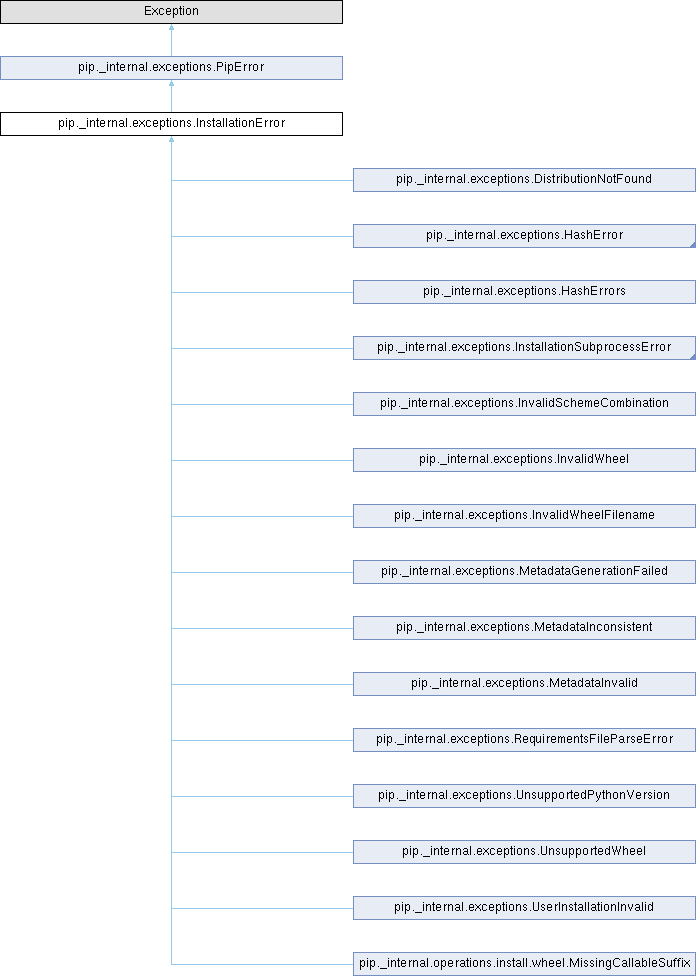 Exception
pip._internal.exceptions.PipError
pip._internal.exceptions.InstallationError
pip._internal.exceptions.DistributionNotFound
pip._internal.exceptions.HashError
pip._internal.exceptions.HashErrors
pip._internal.exceptions.InstallationSubprocessError
pip._internal.exceptions.InvalidSchemeCombination
pip._internal.exceptions.InvalidWheel
pip._internal.exceptions.InvalidWheelFilename
pip._internal.exceptions.MetadataGenerationFailed
pip._internal.exceptions.MetadataInconsistent
pip._internal.exceptions.MetadataInvalid
pip._internal.exceptions.RequirementsFileParseError
pip._internal.exceptions.UnsupportedPythonVersion
pip._internal.exceptions.UnsupportedWheel
pip._internal.exceptions.UserInstallationInvalid
pip._internal.operations.install.wheel.MissingCallableSuffix